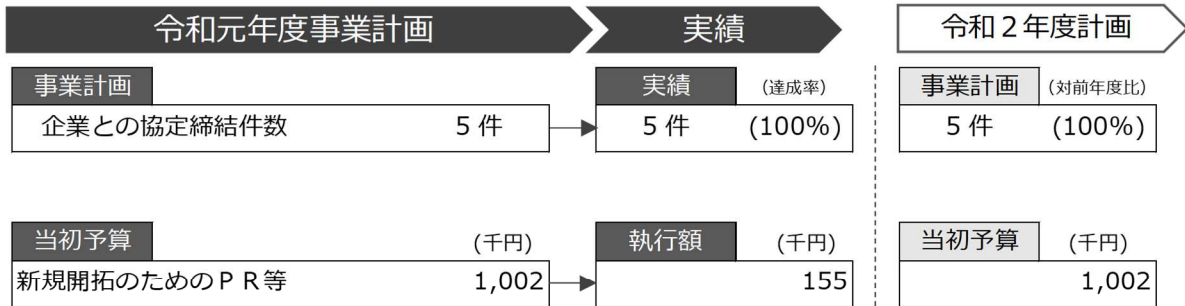 令和元年度事業計画 実績 令和２年度計画
事業計画 実績 (達成率) 事業計画 (対前年度比)
企業との協定締結件数 5 件 5 件 (100%) 5 件 (100%)
当初予算 (千円) 執行額 (千円) 当初予算 (千円)
新規開拓のためのＰＲ等 1,002 155 1,002